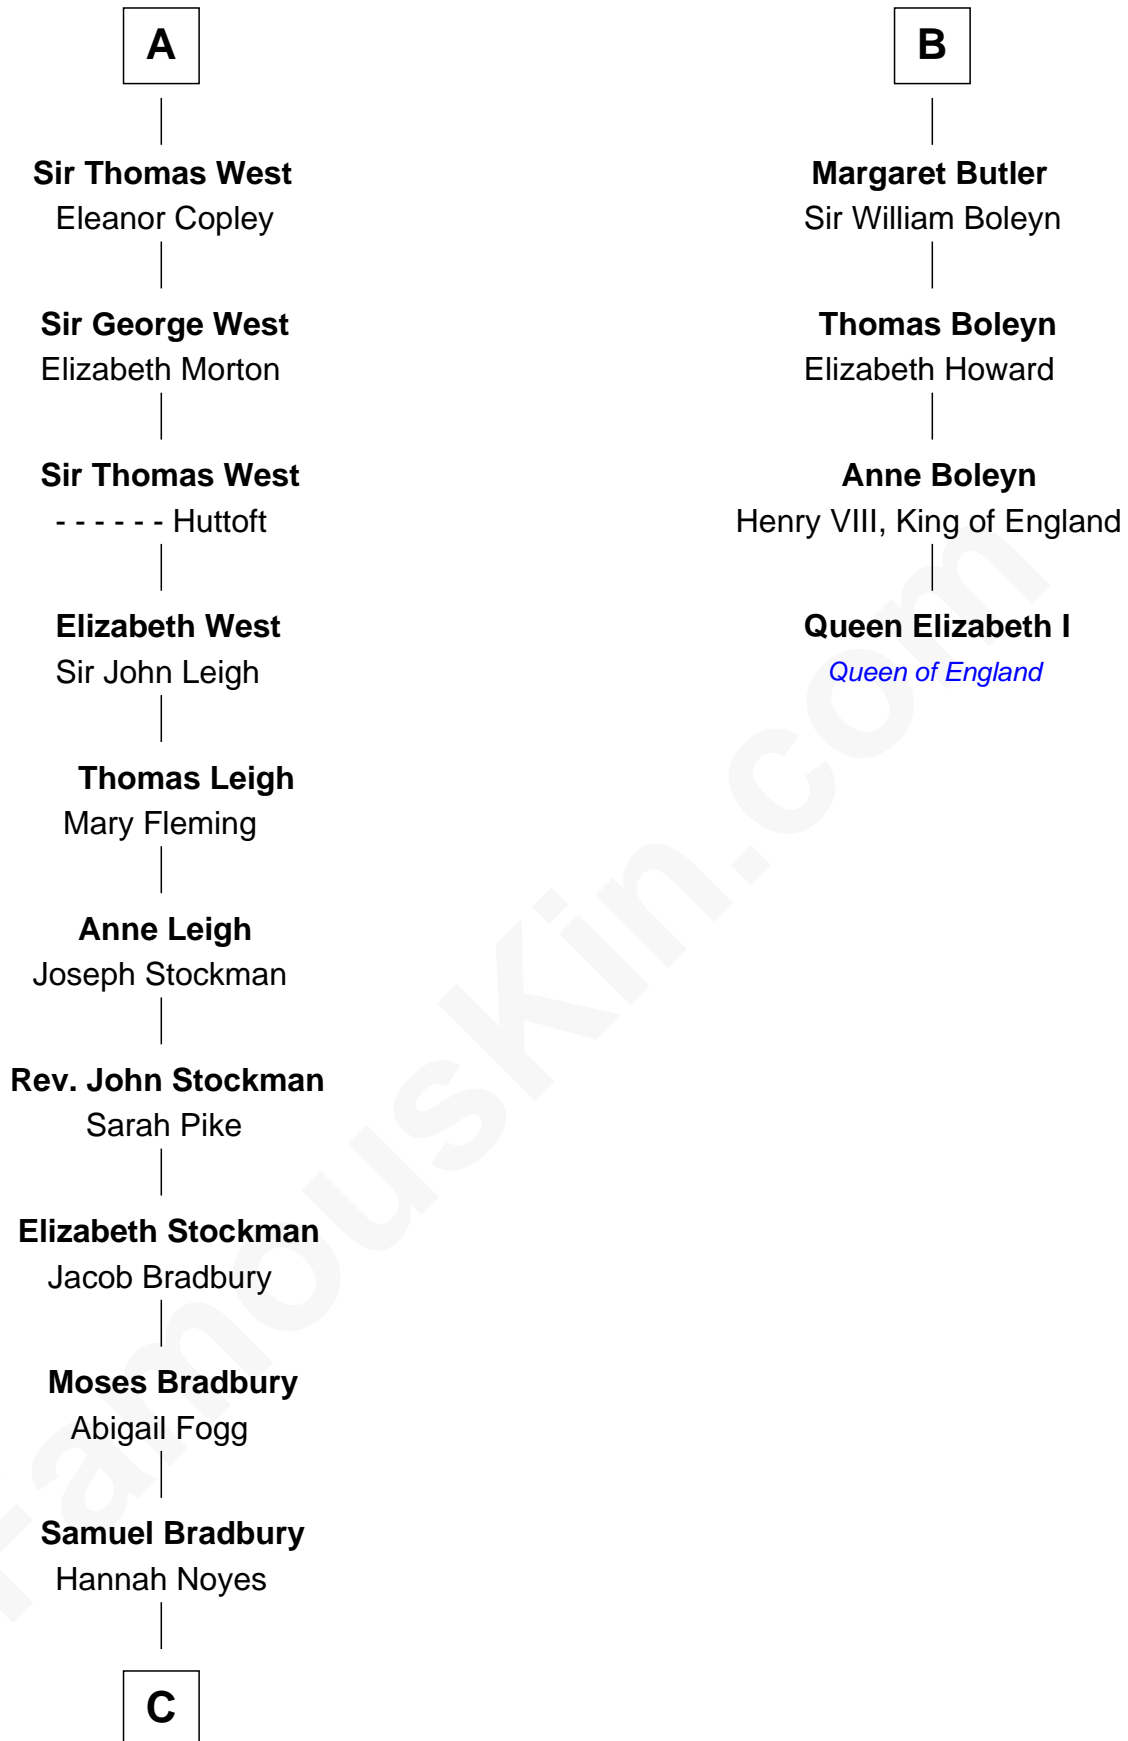 A
Sir Thomas West
Eleanor Copley
Sir George West
Elizabeth Morton
Sir Thomas West
- - - - - - Huttoft
Elizabeth West
Sir John Leigh
Thomas Leigh
Mary Fleming
Anne Leigh
Joseph Stockman
Rev. John Stockman
Sarah Pike
Elizabeth Stockman
Jacob Bradbury
Moses Bradbury
Abigail Fogg
Samuel Bradbury
Hannah Noyes
C
B
Margaret Butler
Sir William Boleyn
Thomas Boleyn
Elizabeth Howard
Anne Boleyn
Henry VIII, King of England
Queen Elizabeth I
Queen of England
FamousKin.com